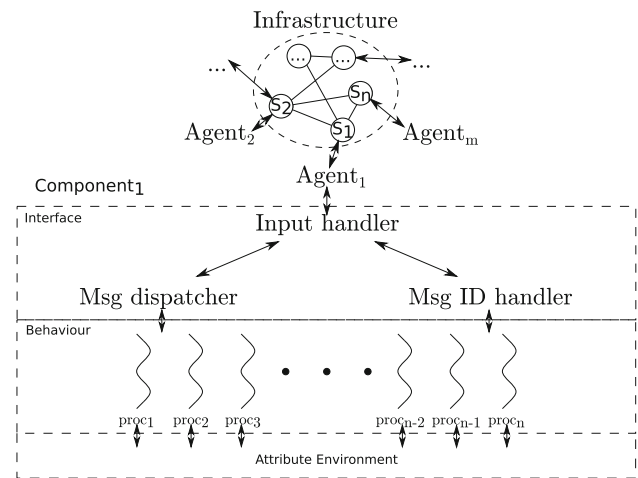 Infrastructure
... ...
... ...
S2 Sn
S1
Agent2 Agentm
Agent1
Component1
Interface
Input handler
Msg dispatcher Msg ID handler
Behaviour
proc1 proc2 proc3 procn-2 procn-1 procn
Attribute Environment